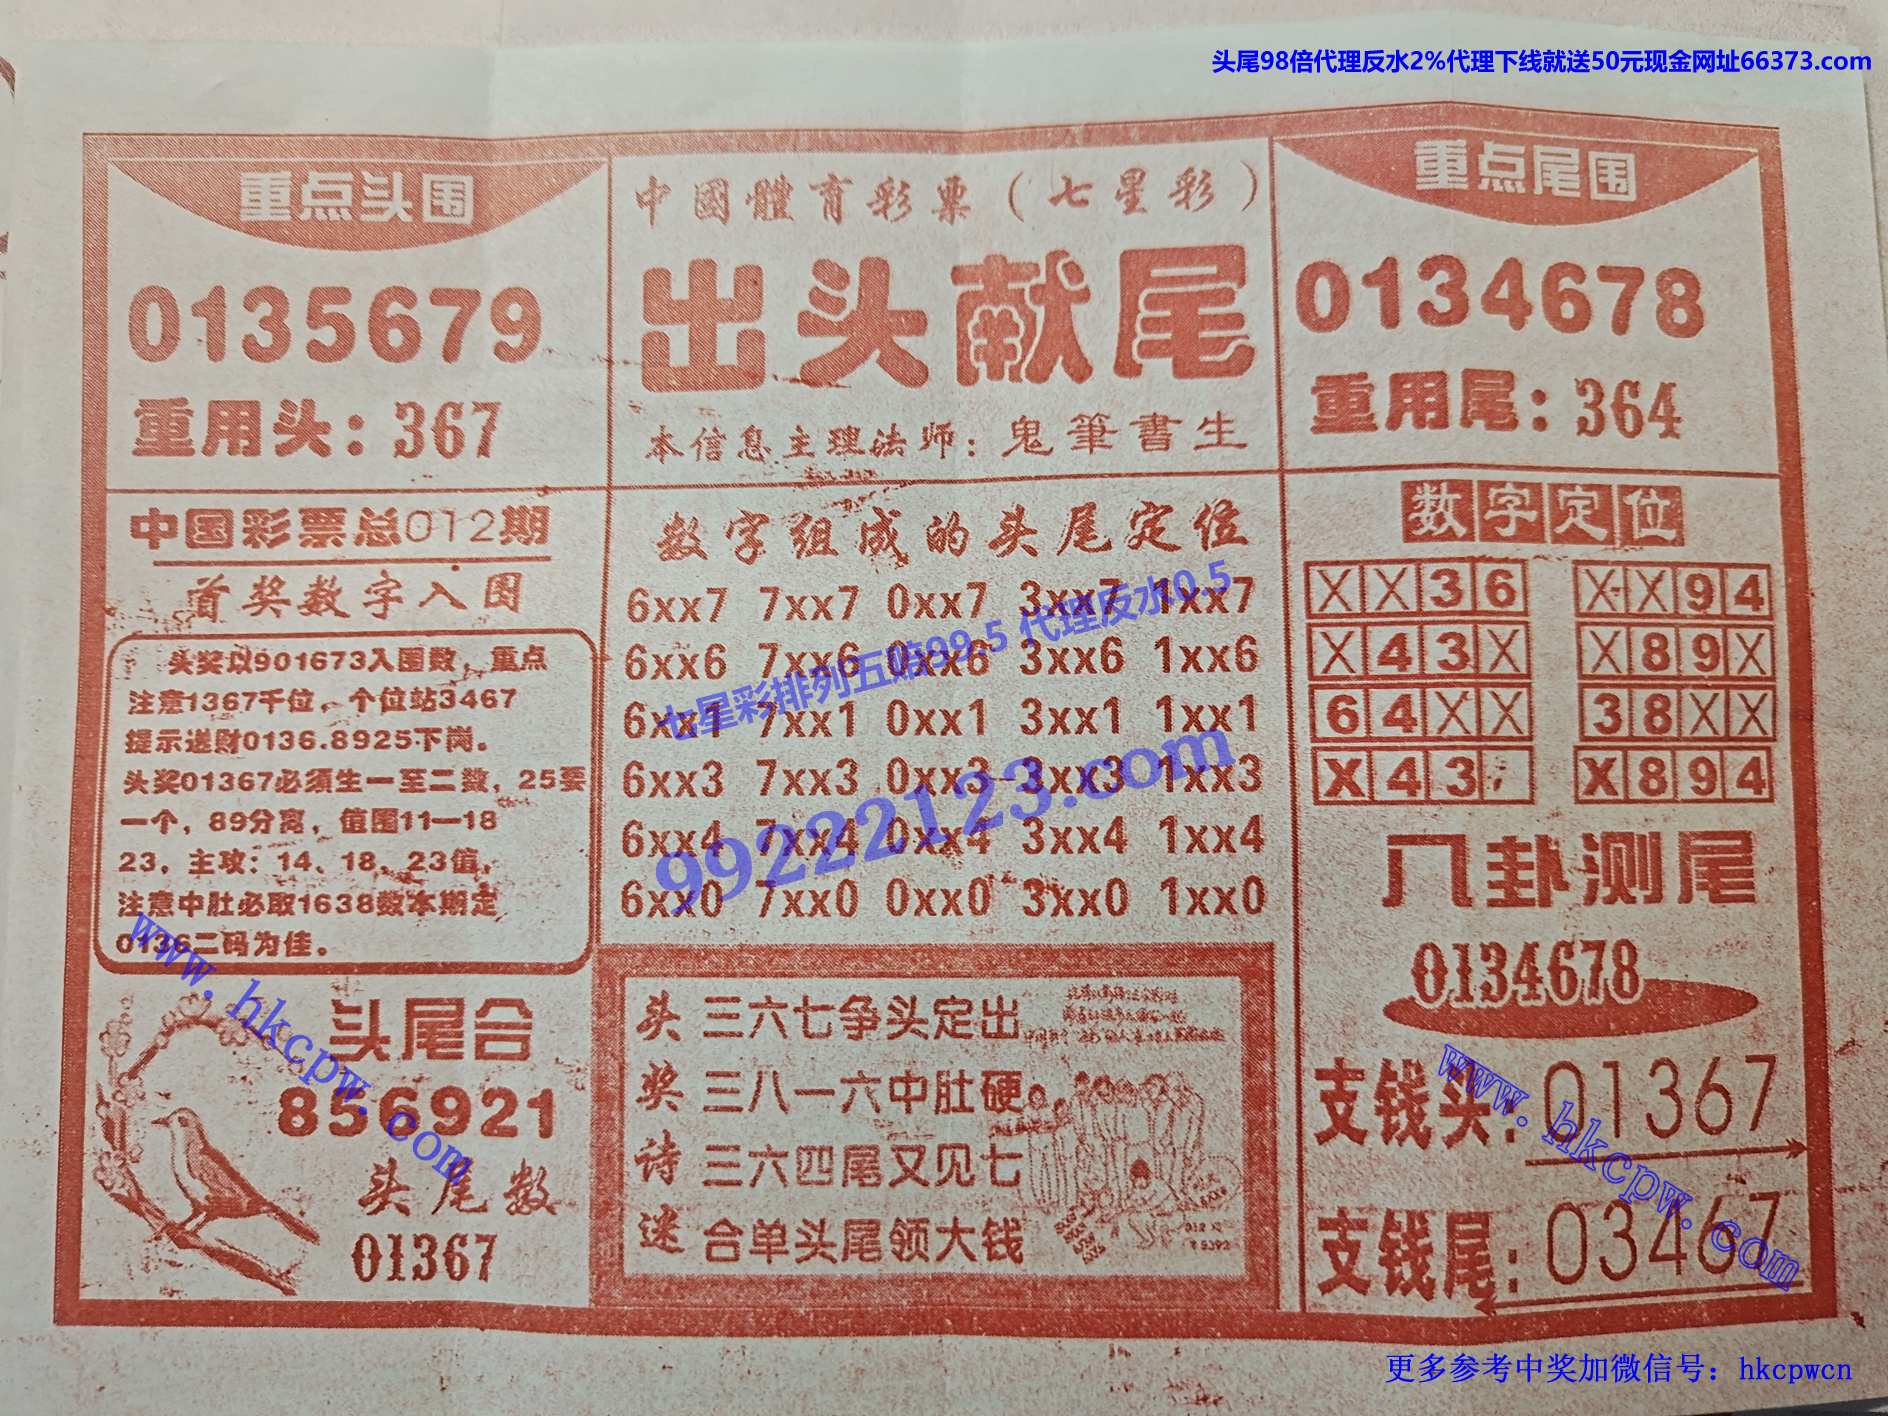 头尾98倍代理反水2%代理下线就送50元现金网址66373.com
重点头围
0135679
重用头：367
中國體育彩票（七星彩）
出头献尾
本信息主理法师：鬼筆書生
重点尾围
0134678
重用尾：364
中国彩票总012期
首奖数字入围
头奖以901673入围数，重点
注意1367千位，个位站3467
提示送财0136.8925下岗。
头奖01367必须生一至二数，25要
一个，89分离，值围11—18
23，主攻：14、18、23值，
注意中肚必取1638数本期定
0136二码为佳。
头尾合
856921
头尾数
01367
数字组成的头尾定位
6xx7 7xx7 0xx7 3xx7 1xx7
6xx6 7xx6 0xx6 3xx6 1xx6
6xx1 7xx1 0xx1 3xx1 1xx1
6xx3 7xx3 0xx3 3xx3 1xx3
6xx4 7xx4 0xx4 3xx4 1xx4
6xx0 7xx0 0xx0 3xx0 1xx0
七星彩排列五赔99.5 代理反水0.5
99222123.com
头奖诗迷
三六七争头定出
三八一六中肚硬
三六四尾又见七
合单头尾领大钱
数字定位
XX36 XX94
X43X X89X
64XX 38XX
X43 X894
八卦测尾
0134678
支钱头：01367
支钱尾：03467
www.hkcpw.com
www.hkcpw.com
更多参考中奖加微信号：hkcpwcn